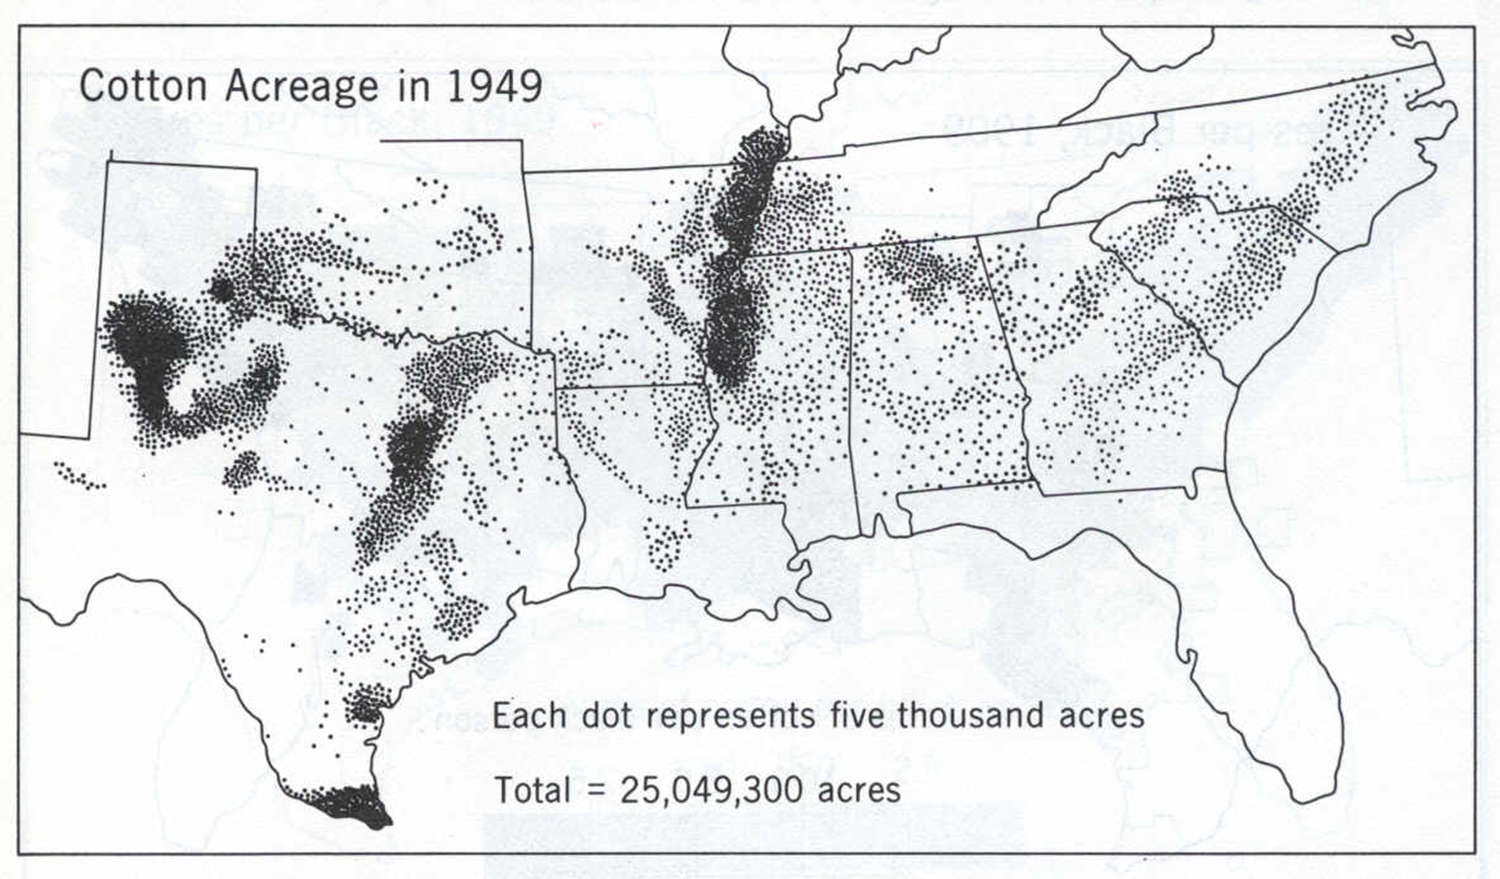 Cotton Acreage in 1949
Each dot represents five thousand acres
Total = 25,049,300 acres